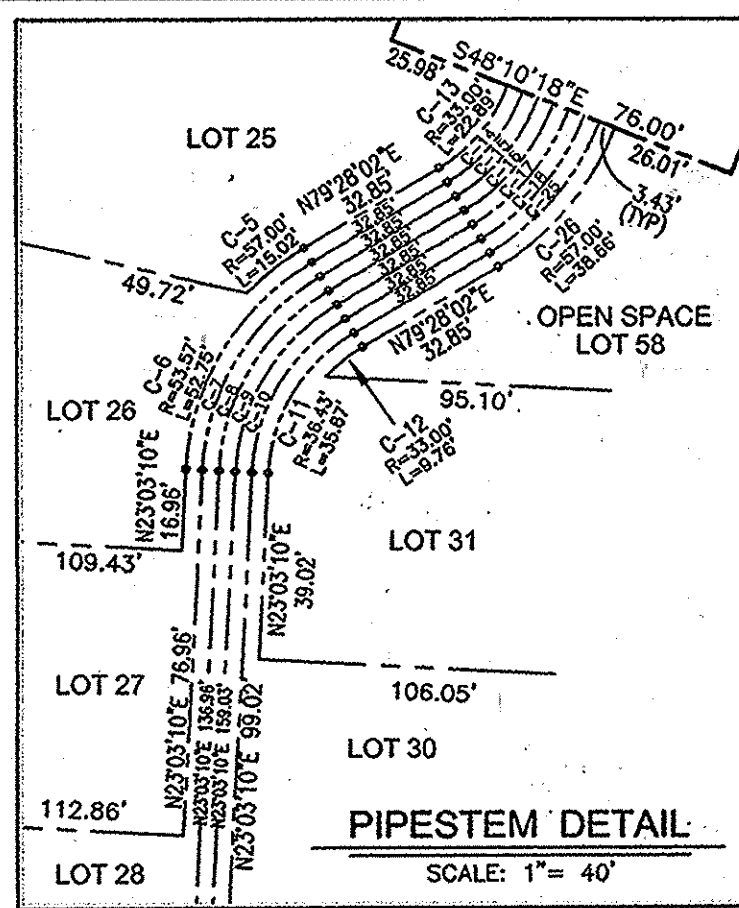 S48°10'18"E
25.98'
76.00'
26.01'
3.43'
(TYP)
C-13
R=33.00'
L=22.89'
LOT 25
N79°28'02"E
32.85'
32.85
32.85'
32.85'
32.85'
32.85'
32.85'
C-18
C-25
C-26
R=57.00'
L=38.66'
C-5
R=57.00'
L=15.02'
49.72'
N79°28'02"E
32.85'
OPEN SPACE
LOT 58
C-6
R=53.57'
L=52.75'
C-7
C-8
C-9
C-10
C-11
R=36.43'
L=35.87'
C-12
R=33.00'
L=9.76'
95.10'
LOT 26
N23°03'10"E
16.96'
109.43'
LOT 31
N23°03'10"E
39.02'
LOT 27
N23°03'10"E 76.96'
N23°03'10"E 136.96'
N23°03'10"E 159.03'
N23°03'10"E 99.02'
106.05'
LOT 30
112.86'
LOT 28
PIPESTEM DETAIL
SCALE: 1"= 40'